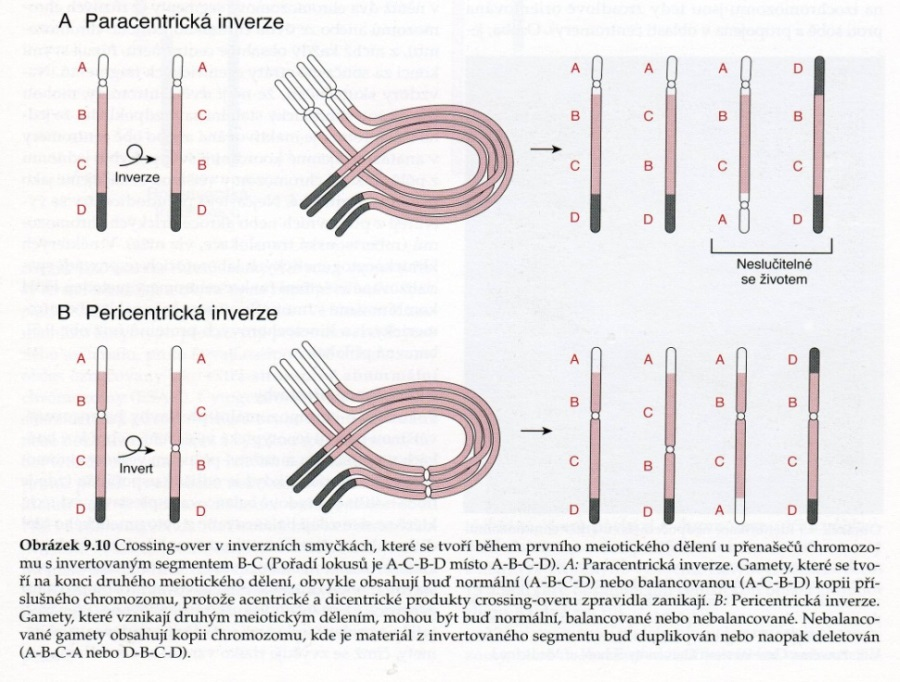 A Paracentrická inverze
A A A A A D
B C B C B B
Inverze
C B C B C C
D D D D A D
Neslučitelné
se životem
B Pericentrická inverze
A A A A A D
B C B C B B
Invert
C B C B C C
D D D D A D
Obrázek 9.10 Crossing-over v inverzních smyčkách, které se tvoří během prvního meiotického dělení u přenašečů chromozo-
mu s invertovaným segmentem B-C (Pořadí lokusů je A-C-B-D místo A-B-C-D). A: Paracentrická inverze. Gamety, které se tvo-
ří na konci druhého meiotického dělení, obvykle obsahují buď normální (A-B-C-D) nebo balancovanou (A-C-B-D) kopii pří-
slušného chromozomu, protože acentrické a dicentrické produkty crossing-overu zpravidla zanikají. B: Pericentrická inverze.
Gamety, které vznikají druhým meiotickým dělením, mohou být buď normální, balancované nebo nebalancované. Nebalanco-
vané gamety obsahují kopii chromozomu, kde je materiál z invertovaného segmentu buď duplikován nebo naopak deletován
(A-B-C-A nebo D-B-C-D).